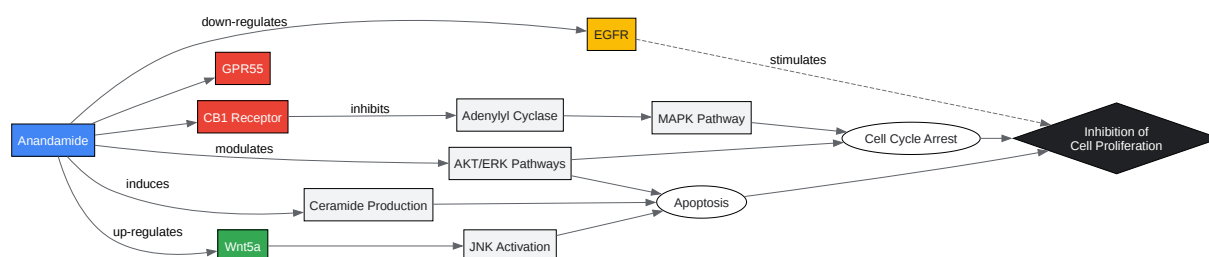 down-regulates
EGFR
stimulates
GPR55
CB1 Receptor
inhibits
Adenylyl Cyclase
MAPK Pathway
Anandamide
modulates
AKT/ERK Pathways
Cell Cycle Arrest
Inhibition of
Cell Proliferation
induces
Ceramide Production
Apoptosis
up-regulates
Wnt5a
JNK Activation